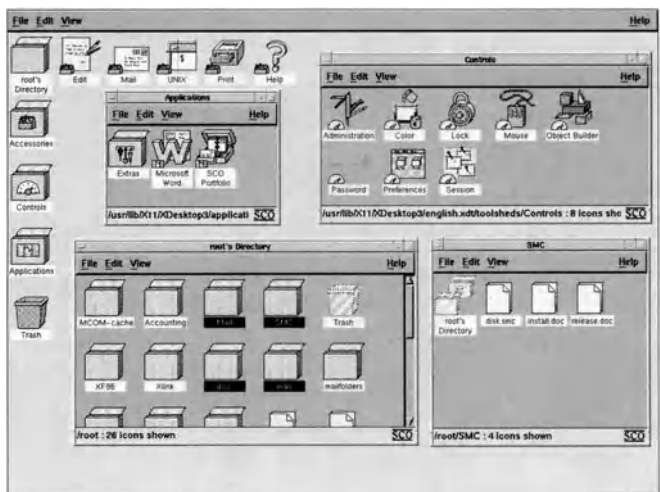 File Edit View Help
root's Directory
Edit
Mail
UNIX
Print
Help
Accessories
Controls
Applications
Trash
Applications
File Edit View Help
Extras
Microsoft Word
SCO Portfolio
/usr/lib/X11/XDesktop3/applicati SCO
Controls
File Edit View Help
Administration
Color
Lock
Mouse
Object Builder
Password
Preferences
Session
/usr/lib/X11/XDesktop3/english.xdt/toolsheds/Controls : 8 icons sho SCO
root's Directory
File Edit View Help
MCOM-cache
Accounting
Mail
SMC
Trash
XF86
Xlink
mailfolders
/root : 26 icons shown SCO
SMC
File Edit View Help
root's Directory
disk.smc
install.doc
release.doc
/root/SMC : 4 icons shown SCO